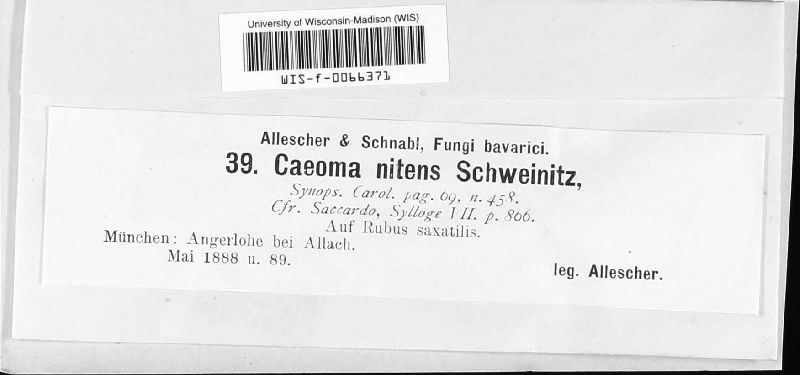 University of Wisconsin-Madison (WIS)
WIS-f-0066371
Allescher & Schnabl, Fungi bavarici.
39. Caeoma nitens Schweinitz,
Synops. Carol. pag. 69, n. 458.
Cfr. Saccardo, Sylloge VII. p. 866.
Auf Rubus saxatilis.
München: Angerlohe bei Allach.
Mai 1888 u. 89.
leg. Allescher.